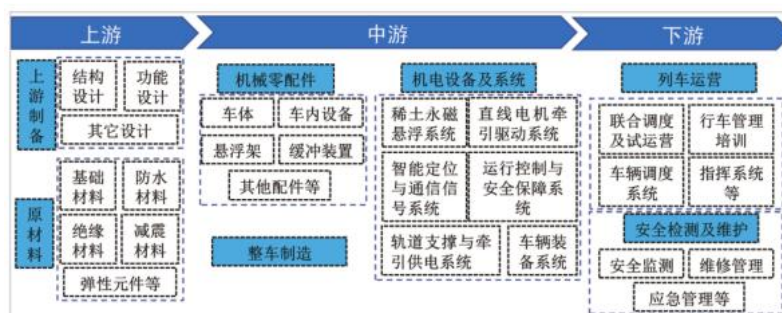 上游
中游
下游
上游制备
结构
设计
功能
设计
其它设计
原材料
基础
材料
防水
材料
绝缘
材料
减震
材料
弹性元件等
机械零配件
车体
车内设备
悬浮架
缓冲装置
其他配件等
整车制造
机电设备及系统
稀土永磁
悬浮系统
直线电机牵
引驱动系统
智能定位
与通信信
号系统
运行控制与
安全保障系
统
轨道支撑与牵
引供电系统
车辆装
备系统
列车运营
联合调度
及试运营
行车管理
培训
车辆调度
系统
指挥系统
等
安全检测及维护
安全监测
维修管理
应急管理等